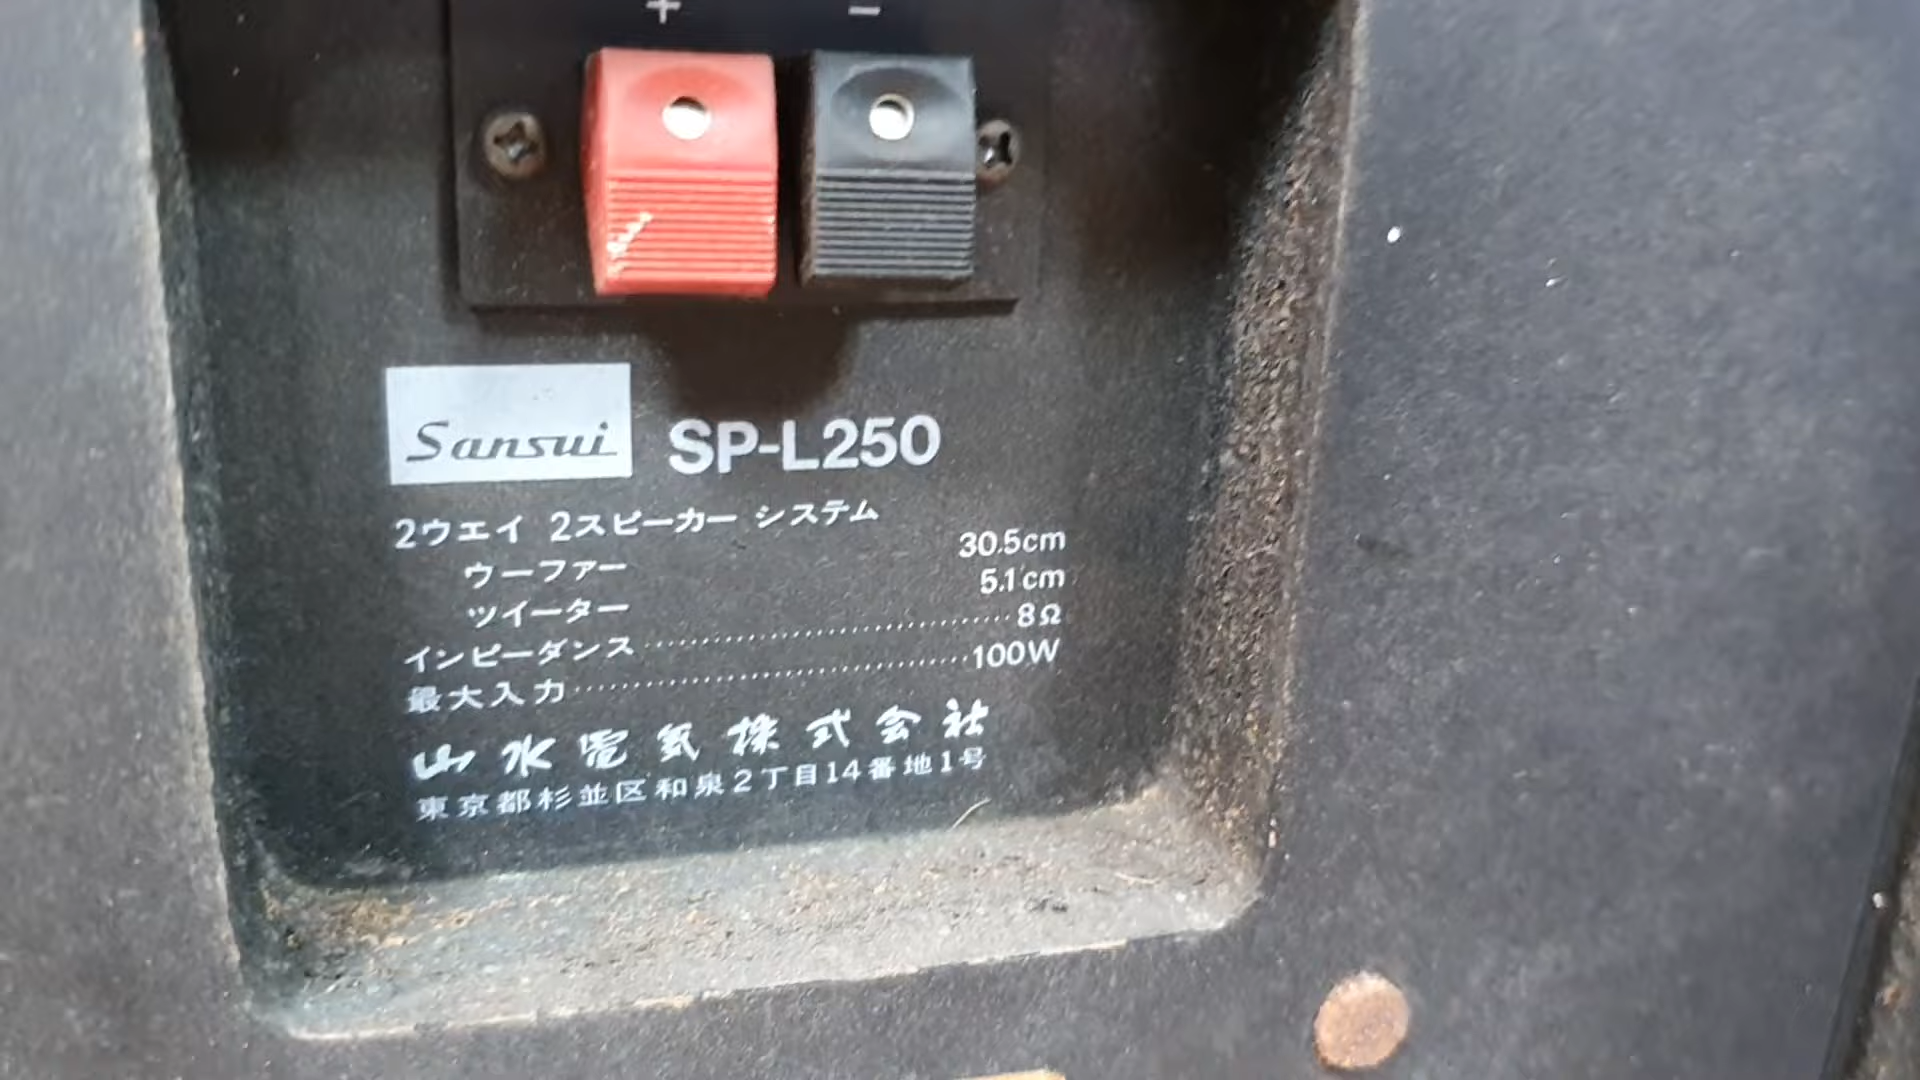 + −
Sansui SP-L250
2ウエイ 2スピーカー システム
ウーファー 30.5cm
ツイーター 5.1cm
インピーダンス 8Ω
最大入力 100W
山水電気株式会社
東京都杉並区和泉2丁目14番地1号